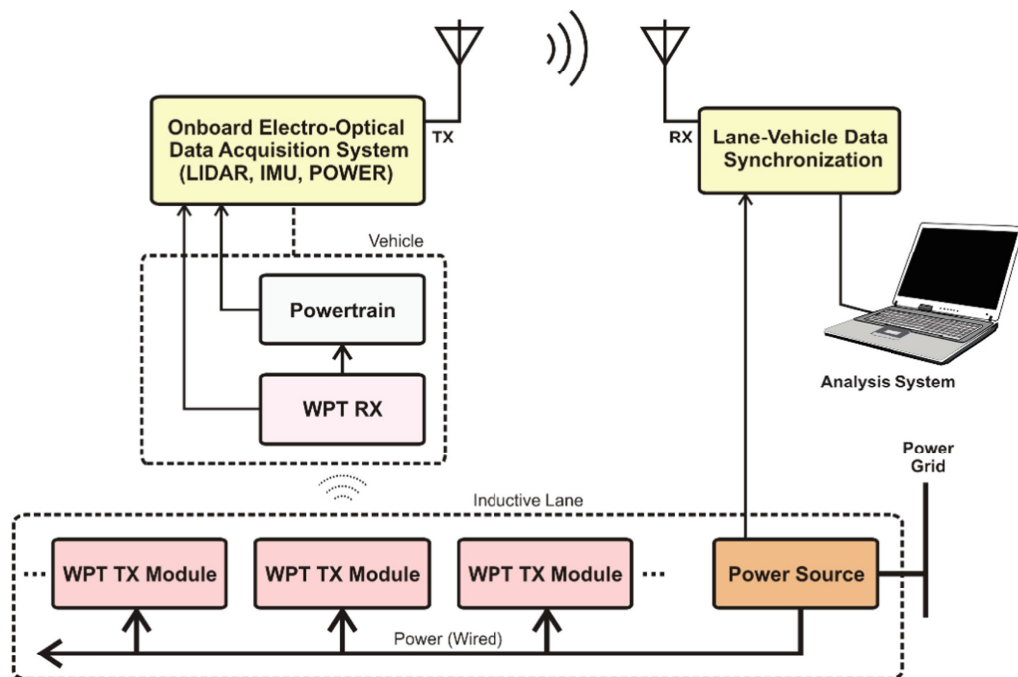 Onboard Electro-Optical
Data Acquisition System
(LIDAR, IMU, POWER)
TX
RX
Lane-Vehicle Data
Synchronization
Vehicle
Powertrain
WPT RX
Analysis System
Power
Grid
Inductive Lane
... WPT TX Module
WPT TX Module
WPT TX Module ...
Power Source
Power (Wired)